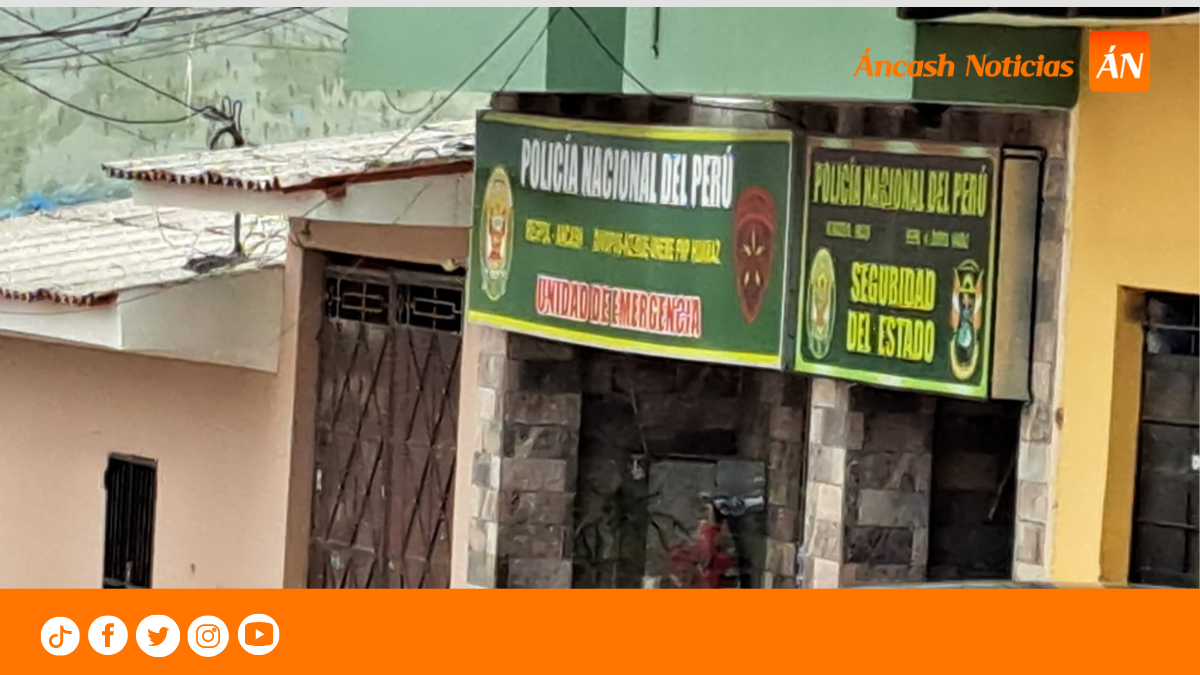 Áncash Noticias
ÁN
POLICÍA NACIONAL DEL PERÚ
UNIDAD DE EMERGENCIA
POLICÍA NACIONAL DEL PERÚ
SEGURIDAD
DEL ESTADO